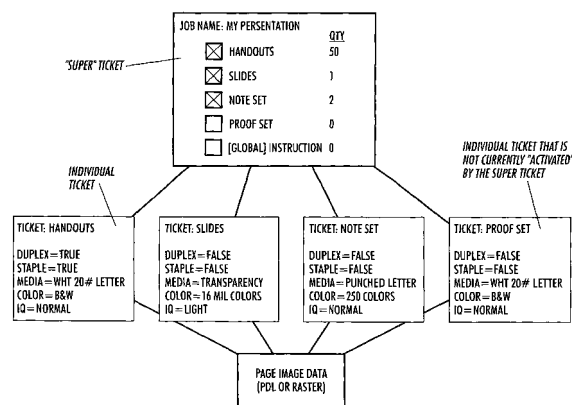 JOB NAME: MY PERSENTATION
QTY
HANDOUTS 50
SLIDES 1
NOTE SET 2
PROOF SET 0
[GLOBAL] INSTRUCTION 0
"SUPER" TICKET
INDIVIDUAL TICKET THAT IS
NOT CURRENTLY "ACTIVATED"
BY THE SUPER TICKET
INDIVIDUAL
TICKET
TICKET: HANDOUTS
DUPLEX=TRUE
STAPLE=TRUE
MEDIA=WHT 20# LETTER
COLOR=B&W
IQ=NORMAL
TICKET: SLIDES
DUPLEX=FALSE
STAPLE=FALSE
MEDIA=TRANSPARENCY
COLOR=16 MIL COLORS
IQ=LIGHT
TICKET: NOTE SET
DUPLEX=FALSE
STAPLE=FALSE
MEDIA=PUNCHED LETTER
COLOR=250 COLORS
IQ=NORMAL
TICKET: PROOF SET
DUPLEX=FALSE
STAPLE=FALSE
MEDIA=WHT 20# LETTER
COLOR=B&W
IQ=NORMAL
PAGE IMAGE DATA
(PDL OR RASTER)